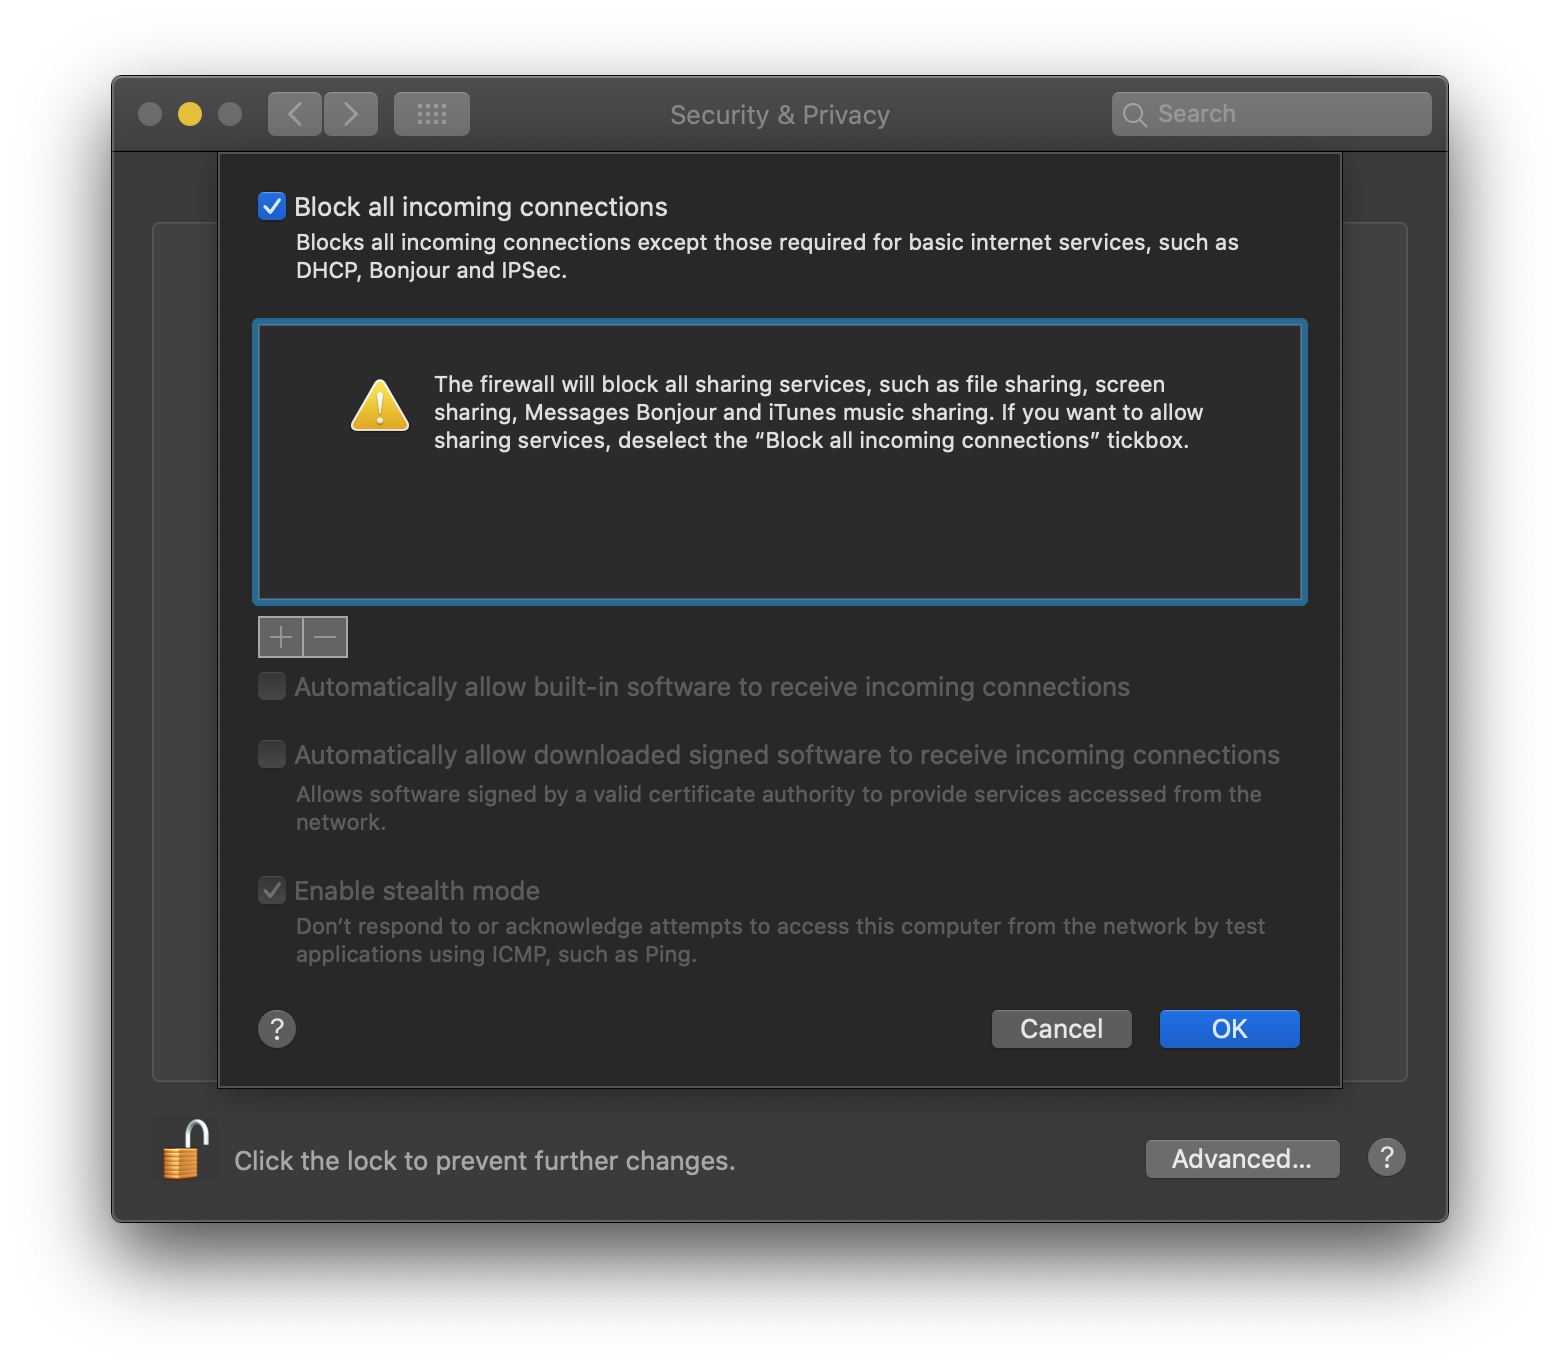 Security & Privacy
Search
Block all incoming connections
Blocks all incoming connections except those required for basic internet services, such as
DHCP, Bonjour and IPSec.
The firewall will block all sharing services, such as file sharing, screen
sharing, Messages Bonjour and iTunes music sharing. If you want to allow
sharing services, deselect the “Block all incoming connections” tickbox.
Automatically allow built-in software to receive incoming connections
Automatically allow downloaded signed software to receive incoming connections
Allows software signed by a valid certificate authority to provide services accessed from the
network.
Enable stealth mode
Don’t respond to or acknowledge attempts to access this computer from the network by test
applications using ICMP, such as Ping.
?
Cancel
OK
Click the lock to prevent further changes.
Advanced...
?